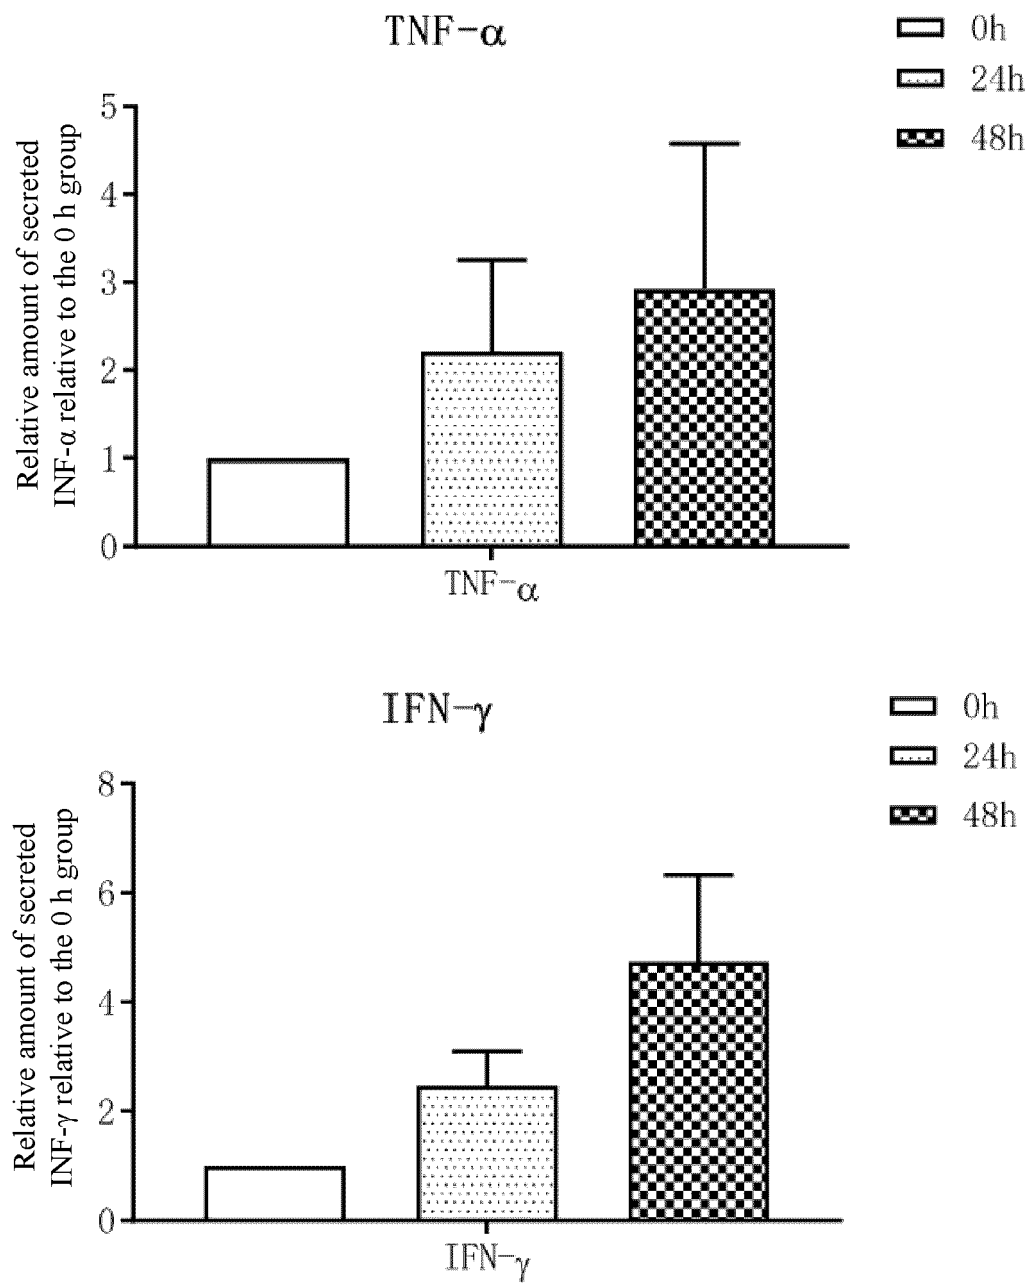 TNF-α
0h
24h
48h
Relative amount of secreted
INF-α relative to the 0 h group
5
4
3
2
1
0
TNF-α
IFN-γ
0h
24h
48h
Relative amount of secreted
INF-γ relative to the 0 h group
8
6
4
2
0
IFN-γ